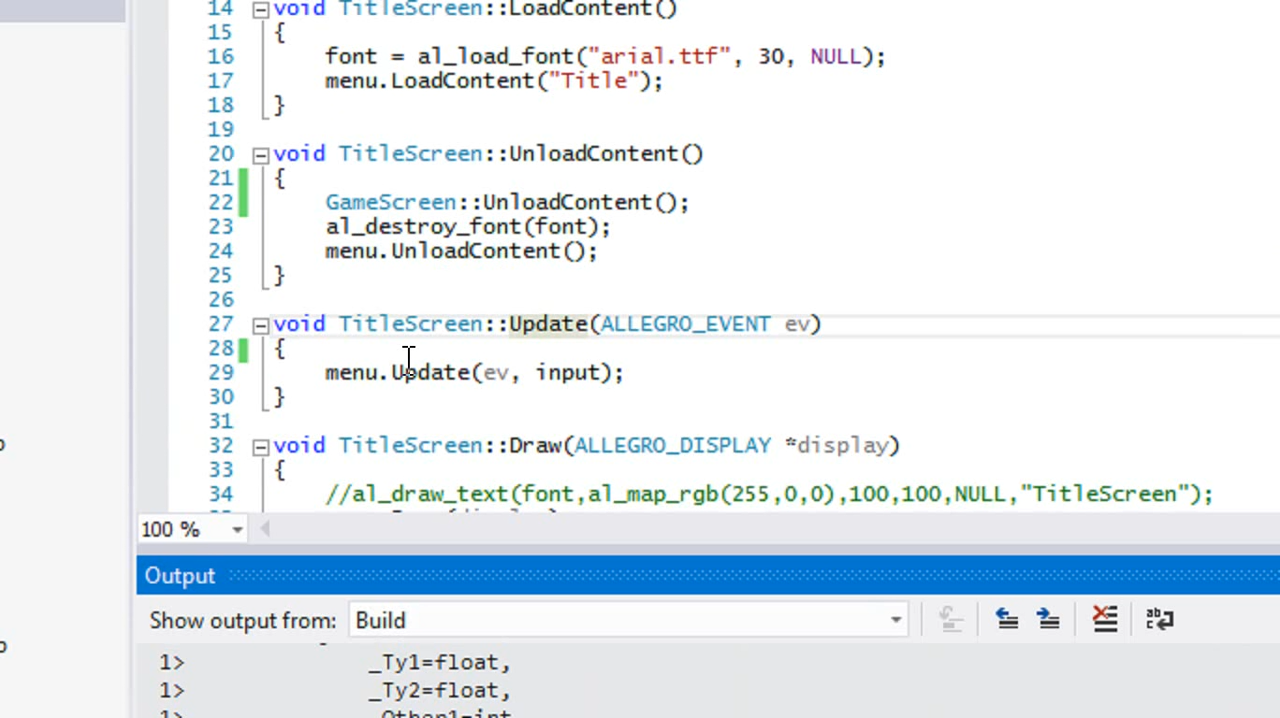 14 void TitleScreen::LoadContent()
15 {
16 font = al_load_font("arial.ttf", 30, NULL);
17 menu.LoadContent("Title");
18 }
19
20 void TitleScreen::UnloadContent()
21 {
22 GameScreen::UnloadContent();
23 al_destroy_font(font);
24 menu.UnloadContent();
25 }
26
27 void TitleScreen::Update(ALLEGRO_EVENT ev)
28 {
29 menu.Update(ev, input);
30 }
31
32 void TitleScreen::Draw(ALLEGRO_DISPLAY *display)
33 {
34 //al_draw_text(font,al_map_rgb(255,0,0),100,100,NULL,"TitleScreen");
100 %
Output
Show output from: Build
1> _Ty1=float,
1> _Ty2=float,
1> _Other1=int